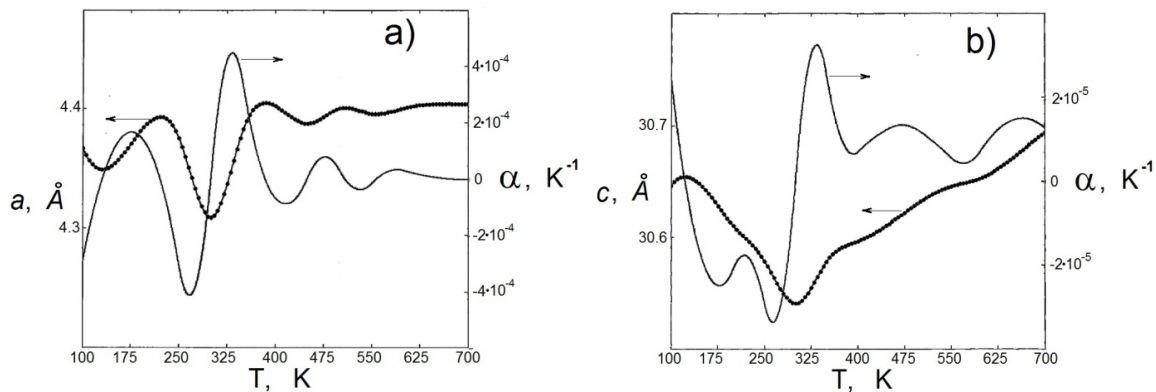 a)
4.4
4.3
a, Å
4•10⁻⁴
2•10⁻⁴
0
-2•10⁻⁴
-4•10⁻⁴
α, K⁻¹
100 175 250 325 400 475 550 625 700
T, K
b)
30.7
30.6
c, Å
2•10⁻⁵
0
-2•10⁻⁵
α, K⁻¹
100 175 250 325 400 475 550 625 700
T, K